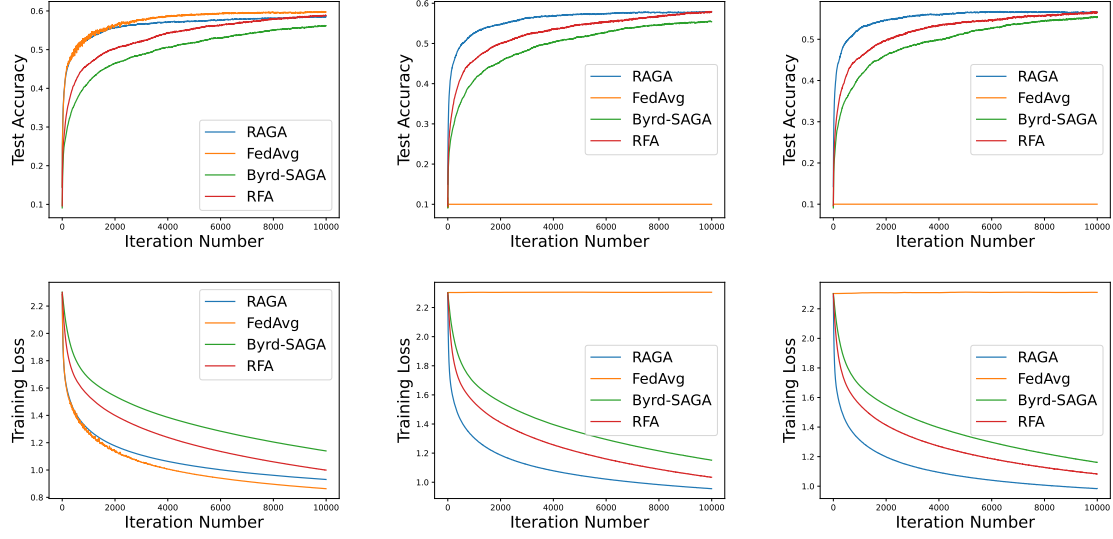 0.6
0.5
0.4
0.3
0.2
0.1
Test Accuracy
RAGA
FedAvg
Byrd-SAGA
RFA
0 2000 4000 6000 8000 10000
Iteration Number
0.6
0.5
0.4
0.3
0.2
0.1
Test Accuracy
RAGA
FedAvg
Byrd-SAGA
RFA
0 2000 4000 6000 8000 10000
Iteration Number
0.5
0.4
0.3
0.2
0.1
Test Accuracy
RAGA
FedAvg
Byrd-SAGA
RFA
0 2000 4000 6000 8000 10000
Iteration Number
2.2
2.0
1.8
1.6
1.4
1.2
1.0
0.8
Training Loss
RAGA
FedAvg
Byrd-SAGA
RFA
0 2000 4000 6000 8000 10000
Iteration Number
2.2
2.0
1.8
1.6
1.4
1.2
1.0
Training Loss
RAGA
FedAvg
Byrd-SAGA
RFA
0 2000 4000 6000 8000 10000
Iteration Number
2.2
2.0
1.8
1.6
1.4
1.2
1.0
Training Loss
RAGA
FedAvg
Byrd-SAGA
RFA
0 2000 4000 6000 8000 10000
Iteration Number